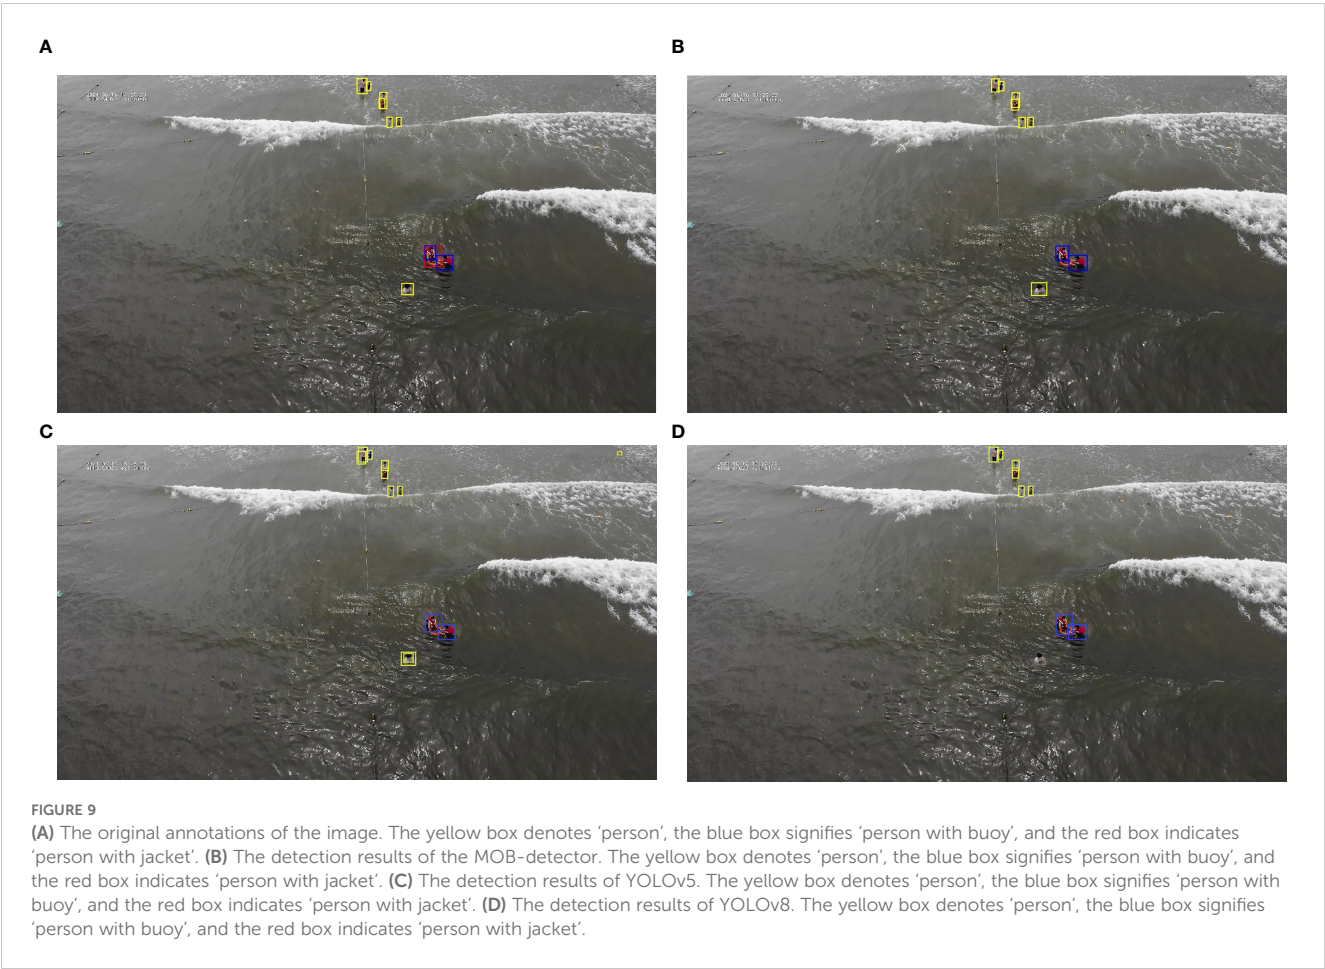 A
B
C
D
FIGURE 9
(A) The original annotations of the image. The yellow box denotes ‘person’, the blue box signifies ‘person with buoy’, and the red box indicates
‘person with jacket’. (B) The detection results of the MOB-detector. The yellow box denotes ‘person’, the blue box signifies ‘person with buoy’, and
the red box indicates ‘person with jacket’. (C) The detection results of YOLOv5. The yellow box denotes ‘person’, the blue box signifies ‘person with
buoy’, and the red box indicates ‘person with jacket’. (D) The detection results of YOLOv8. The yellow box denotes ‘person’, the blue box signifies
‘person with buoy’, and the red box indicates ‘person with jacket’.